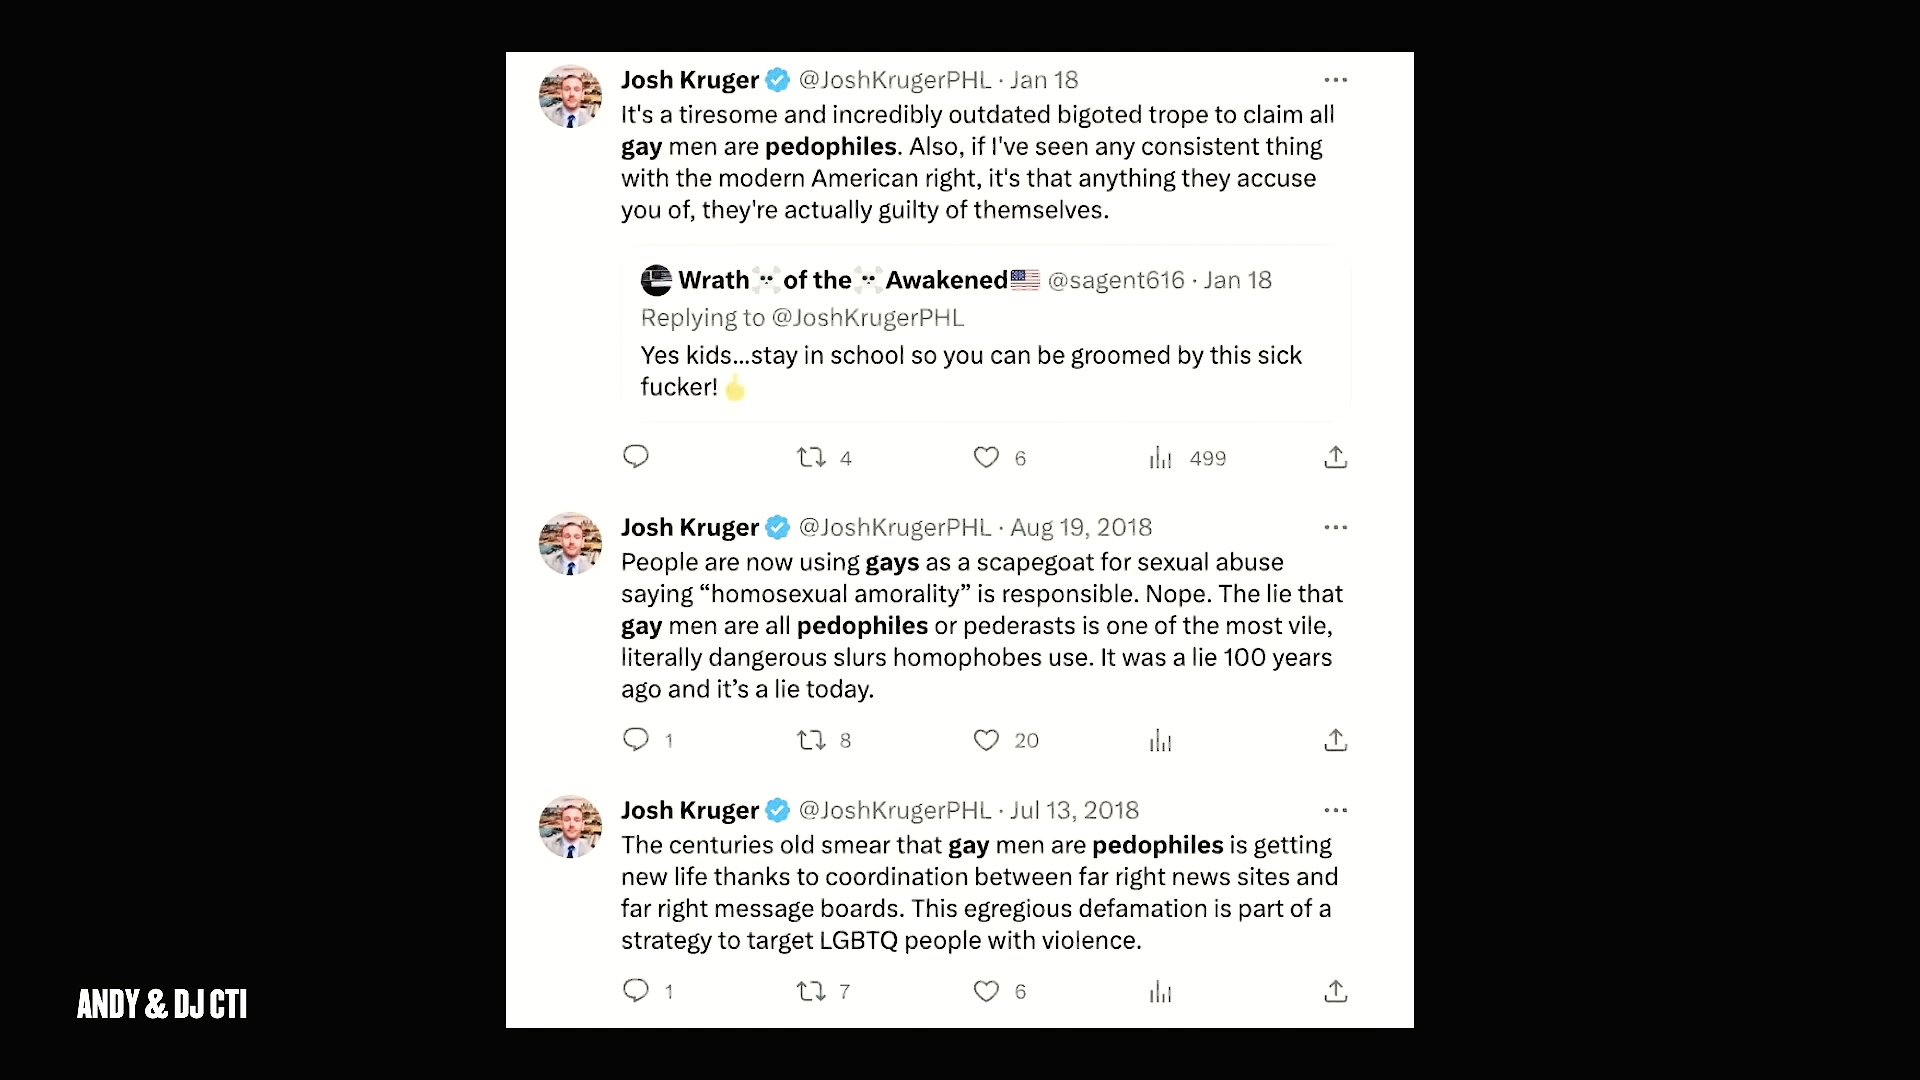 Josh Kruger @JoshKrugerPHL · Jan 18
It's a tiresome and incredibly outdated bigoted trope to claim all
gay men are pedophiles. Also, if I've seen any consistent thing
with the modern American right, it's that anything they accuse
you of, they're actually guilty of themselves.
Wrath☠of the☠Awakened🇺🇸 @sagent616 · Jan 18
Replying to @JoshKrugerPHL
Yes kids...stay in school so you can be groomed by this sick
fucker!🖕
4 6 499
Josh Kruger @JoshKrugerPHL · Aug 19, 2018
People are now using gays as a scapegoat for sexual abuse
saying “homosexual amorality” is responsible. Nope. The lie that
gay men are all pedophiles or pederasts is one of the most vile,
literally dangerous slurs homophobes use. It was a lie 100 years
ago and it’s a lie today.
1 8 20
Josh Kruger @JoshKrugerPHL · Jul 13, 2018
The centuries old smear that gay men are pedophiles is getting
new life thanks to coordination between far right news sites and
far right message boards. This egregious defamation is part of a
strategy to target LGBTQ people with violence.
1 7 6
ANDY & DJ CTI